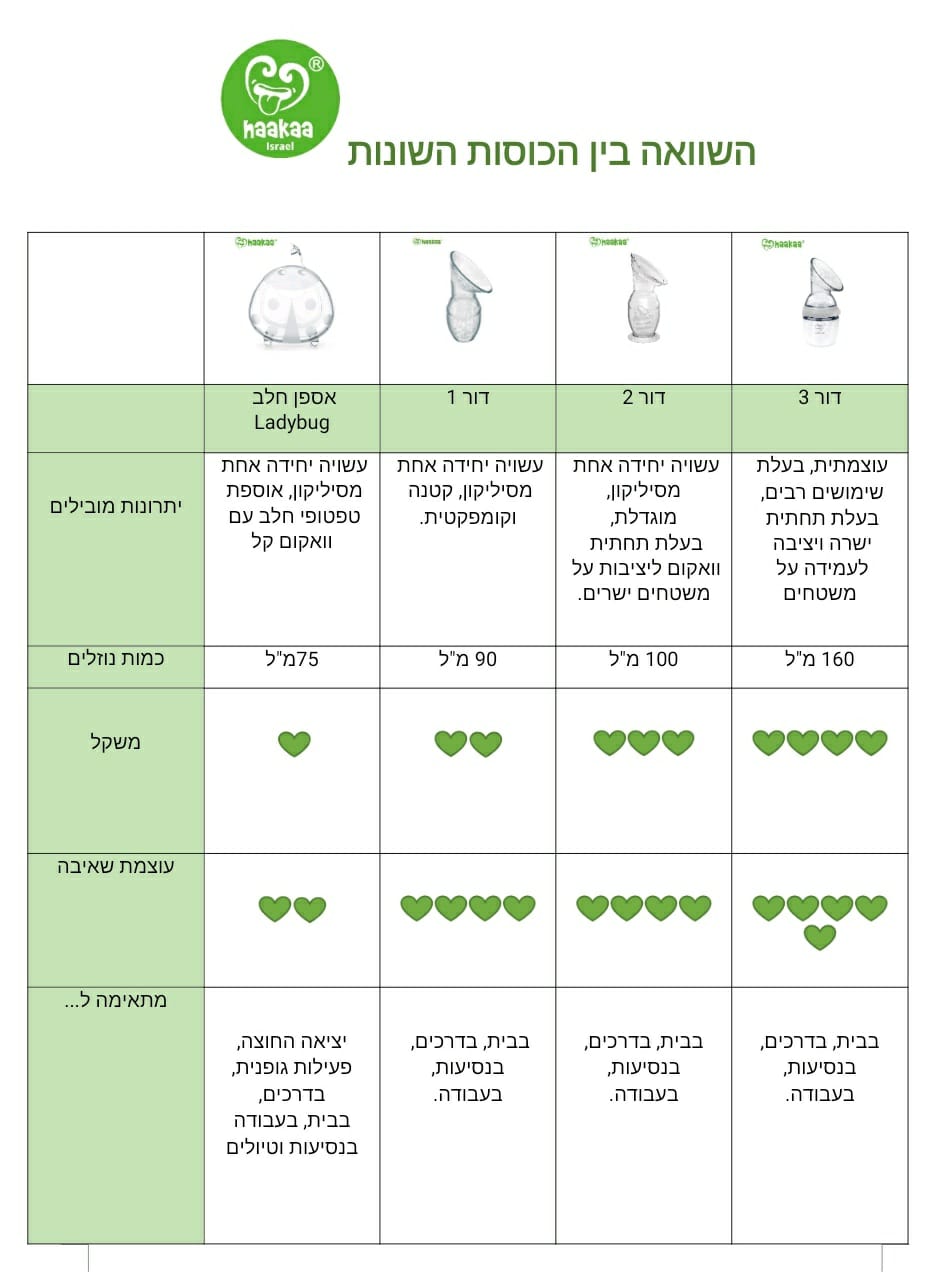 haakaa®
Israel
השוואה בין הכוסות השונות
haakaa®
haakaa
haakaa®
haakaa®
דור 3
דור 2
דור 1
אספן חלב
Ladybug
יתרונות מובילים
עוצמתית, בעלת
שימושים רבים,
בעלת תחתית
ישרה ויציבה
לעמידה על
משטחים
עשויה יחידה אחת
מסיליקון,
מוגדלת,
בעלת תחתית
וואקום ליציבות על
משטחים ישרים.
עשויה יחידה אחת
מסיליקון, קטנה
וקומפקטית.
עשויה יחידה אחת
מסיליקון, אוספת
טפטופי חלב עם
וואקום קל
כמות נוזלים
160 מ"ל
100 מ"ל
90 מ"ל
75מ"ל
משקל
עוצמת שאיבה
מתאימה ל...
בבית, בדרכים,
בנסיעות,
בעבודה.
בבית, בדרכים,
בנסיעות,
בעבודה.
בבית, בדרכים,
בנסיעות,
בעבודה.
יציאה החוצה,
פעילות גופנית,
בדרכים,
בבית, בעבודה
בנסיעות וטיולים